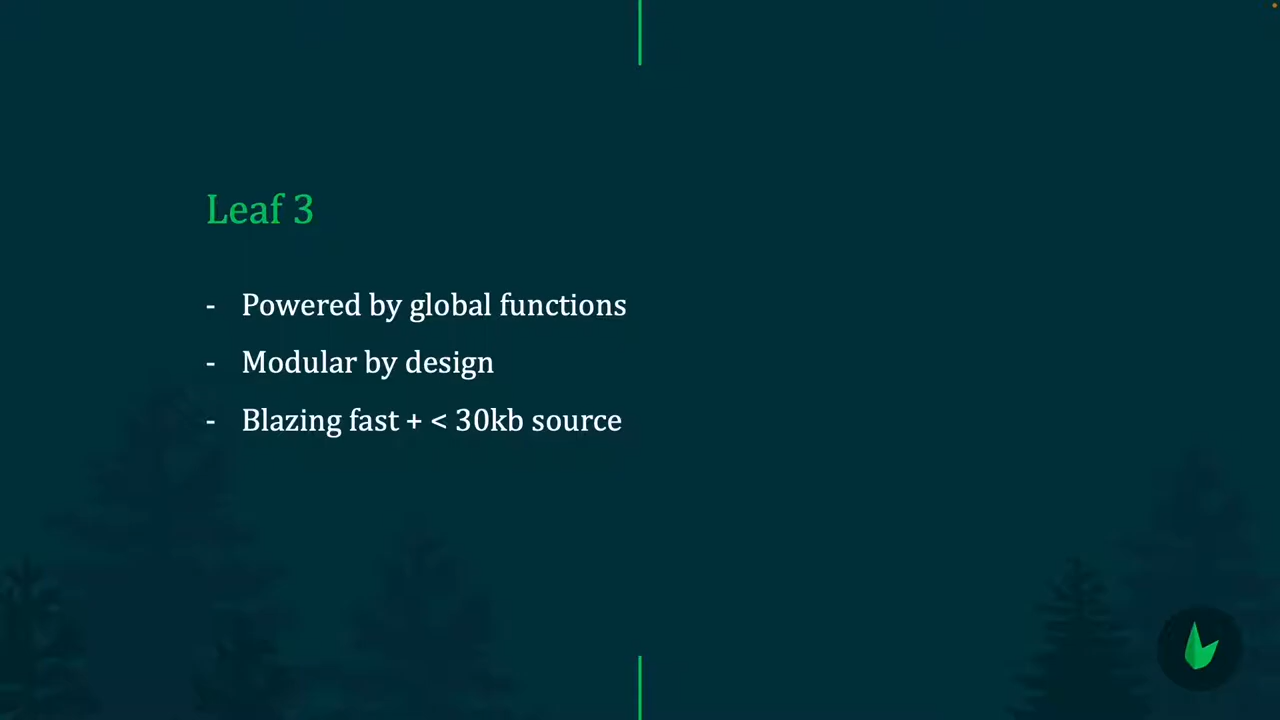 Leaf 3
- Powered by global functions
- Modular by design
- Blazing fast + < 30kb source